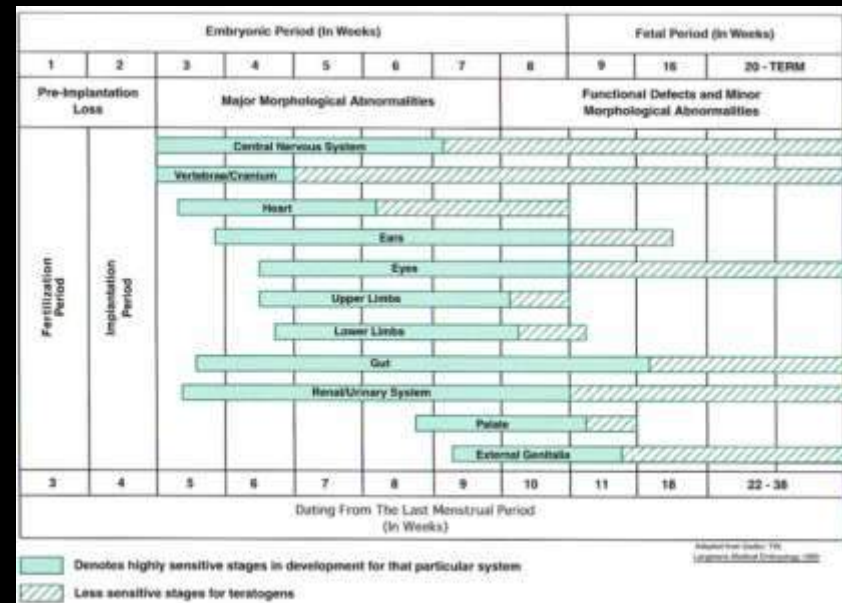 Embryonic Period (In Weeks)
Fetal Period (In Weeks)
1 2 3 4 5 6 7 8 9 16 20 - TERM
Pre-Implantation
Loss
Major Morphological Abnormalities
Functional Defects and Minor
Morphological Abnormalities
Fertilization
Period
Implantation
Period
Central Nervous System
Vertebrae/Cranium
Heart
Ears
Eyes
Upper Limbs
Lower Limbs
Gut
Renal/Urinary System
Palate
External Genitalia
3 4 5 6 7 8 9 10 11 18 22 - 38
Dating From The Last Menstrual Period
(In Weeks)
Denotes highly sensitive stages in development for that particular system
Less sensitive stages for teratogens
Adapted from
Medical Embryology